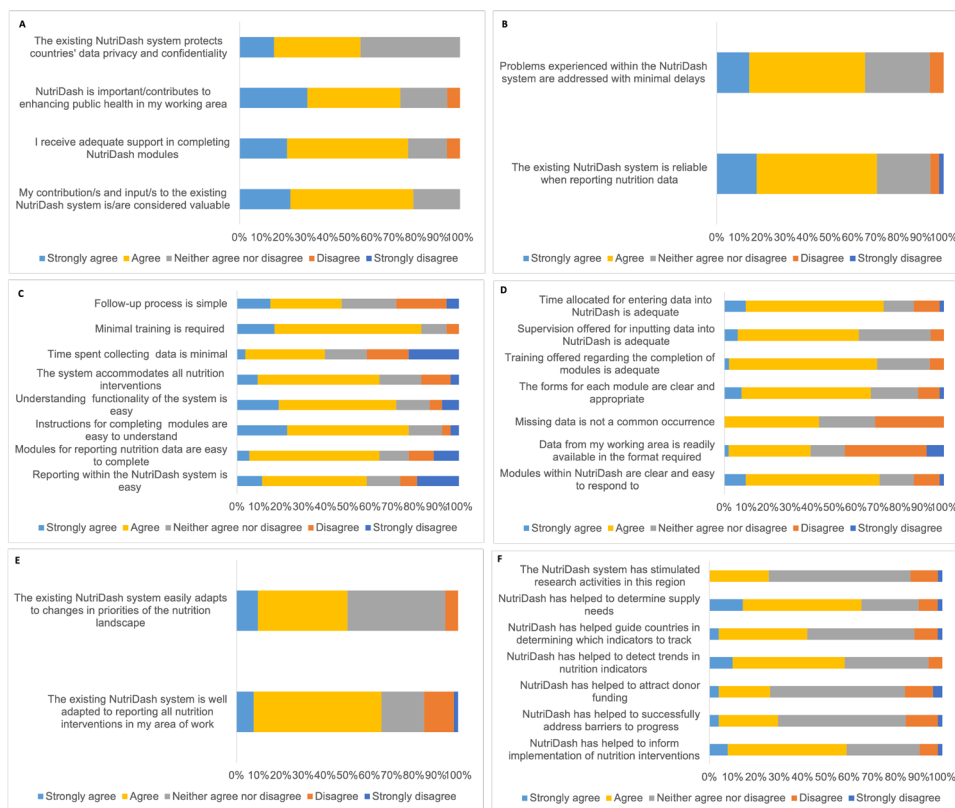 A
The existing NutriDash system protects
countries' data privacy and confidentiality
NutriDash is important/contributes to
enhancing public health in my working area
I receive adequate support in completing
NutriDash modules
My contribution/s and input/s to the existing
NutriDash system is/are considered valuable
0% 10%20%30%40%50%60%70%80%90%100%
Strongly agree Agree Neither agree nor disagree Disagree Strongly disagree
B
Problems experienced within the NutriDash
system are addressed with minimal delays
The existing NutriDash system is reliable
when reporting nutrition data
0% 10%20%30%40%50%60%70%80%90%100%
Strongly agree Agree Neither agree nor disagree Disagree Strongly disagree
C
Follow-up process is simple
Minimal training is required
Time spent collecting data is minimal
The system accommodates all nutrition
interventions
Understanding functionality of the system is
easy
Instructions for completing modules are
easy to understand
Modules for reporting nutrition data are easy
to complete
Reporting within the NutriDash system is
easy
0% 10%20%30%40%50%60%70%80%90%100%
Strongly agree Agree Neither agree nor disagree Disagree Strongly disagree
D
Time allocated for entering data into
NutriDash is adequate
Supervision offered for inputting data into
NutriDash is adequate
Training offered regarding the completion of
modules is adequate
The forms for each module are clear and
appropriate
Missing data is not a common occurrence
Data from my working area is readily
available in the format required
Modules within NutriDash are clear and easy
to respond to
0% 10%20%30%40%50%60%70%80%90%100%
Strongly agree Agree Neither agree nor disagree Disagree Strongly disagree
E
The existing NutriDash system easily
adapts to changes in priorities of the nutrition
landscape
The existing NutriDash system is well
adapted to reporting all nutrition
interventions in my area of work
0% 10%20%30%40%50%60%70%80%90%100%
Strongly agree Agree Neither agree nor disagree Disagree Strongly disagree
F
The NutriDash system has stimulated
research activities in this region
NutriDash has helped to determine supply
needs
NutriDash has helped guide countries in
determining which indicators to track
NutriDash has helped to detect trends in
nutrition indicators
NutriDash has helped to attract donor
funding
NutriDash has helped to successfully
address barriers to progress
NutriDash has helped to inform
implementation of nutrition interventions
0% 10%20%30%40%50%60%70%80%90%100%
Strongly agree Agree Neither agree nor disagree Disagree Strongly disagree